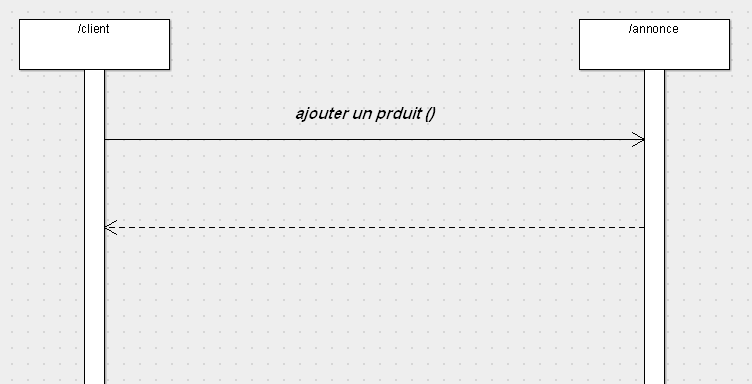 /client
/annonce
ajouter un prduit ()